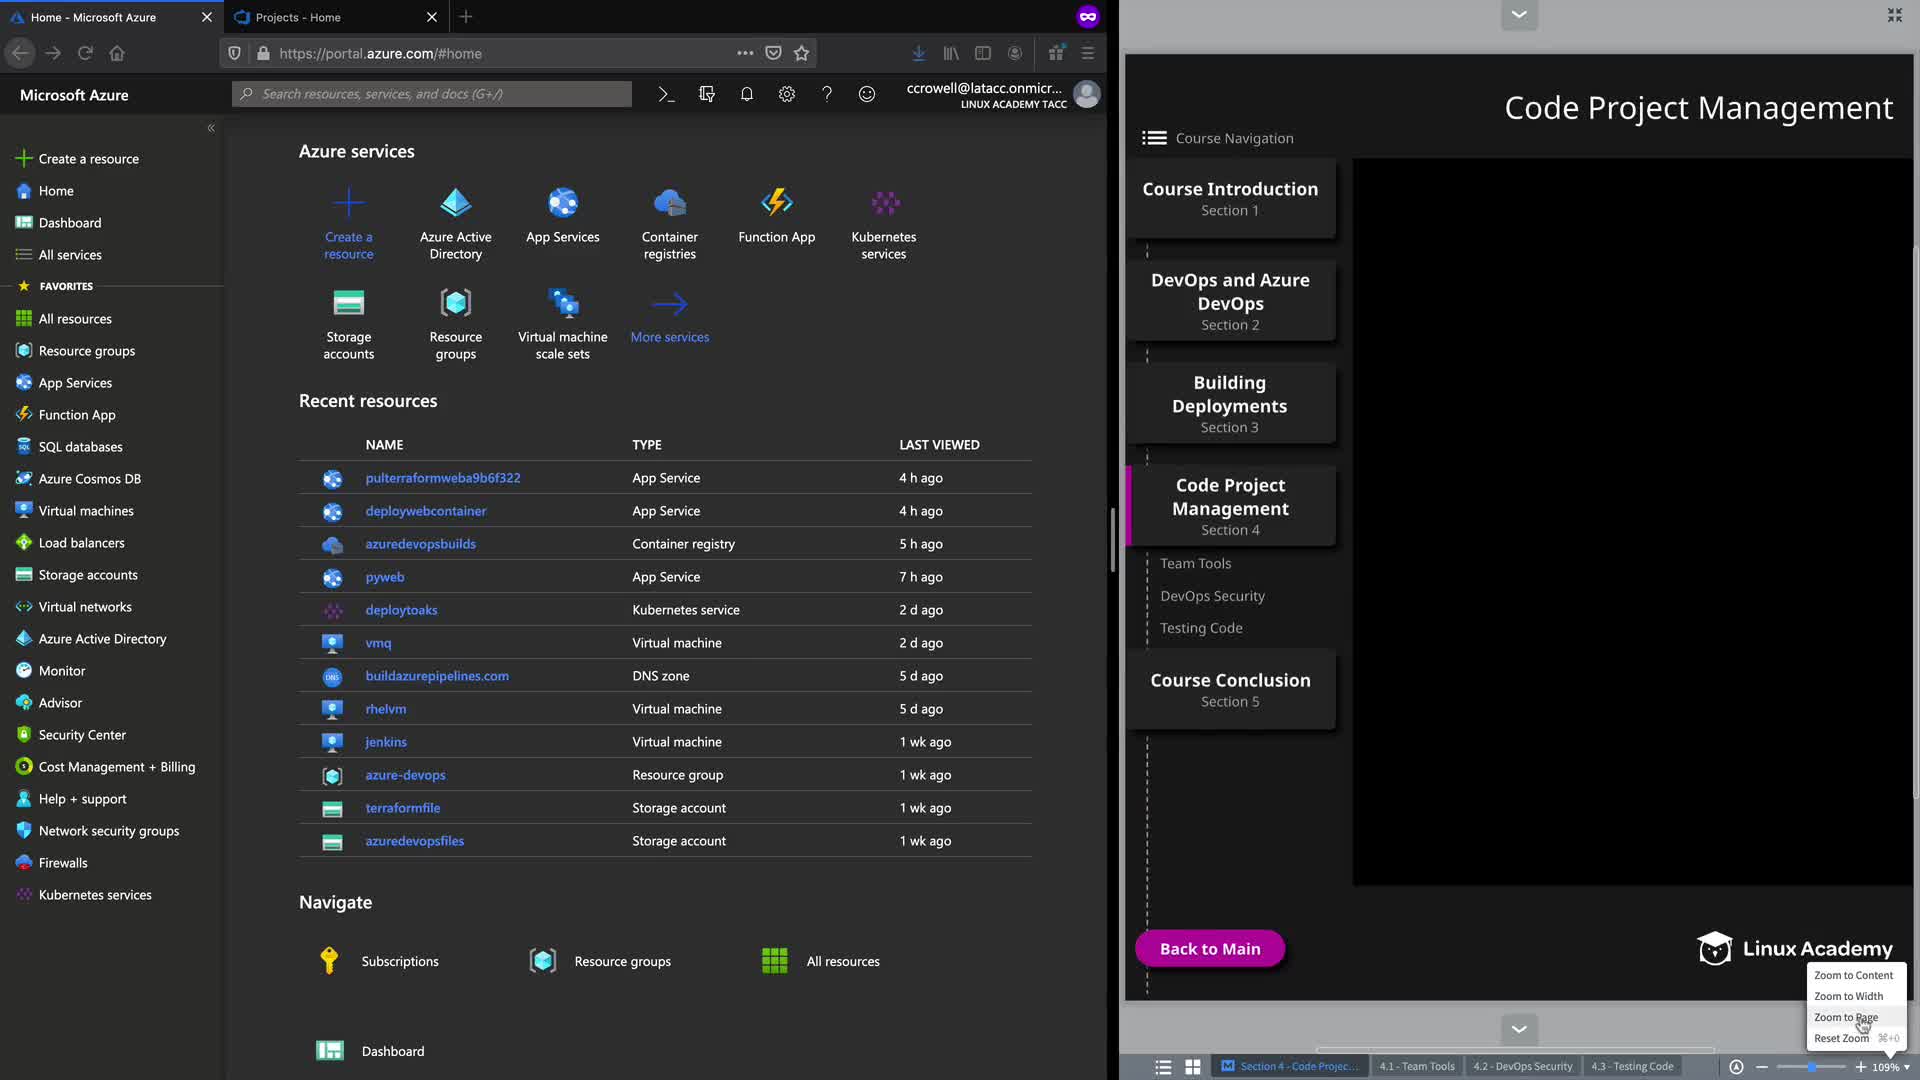 Home - Microsoft Azure
Projects - Home
https://portal.azure.com/#home
Microsoft Azure
Search resources, services, and docs (G+/)
ccrowell@latacc.onmicr...
LINUX ACADEMY TACC
Create a resource
Home
Dashboard
All services
FAVORITES
All resources
Resource groups
App Services
Function App
SQL databases
Azure Cosmos DB
Virtual machines
Load balancers
Storage accounts
Virtual networks
Azure Active Directory
Monitor
Advisor
Security Center
Cost Management + Billing
Help + support
Network security groups
Firewalls
Kubernetes services
Azure services
Create a resource
Azure Active Directory
App Services
Container registries
Function App
Kubernetes services
Storage accounts
Resource groups
Virtual machine scale sets
More services
Recent resources
NAME TYPE LAST VIEWED
pulterraformweba9b6f322 App Service 4 h ago
deploywebcontainer App Service 4 h ago
azuredevopsbuilds Container registry 5 h ago
pyweb App Service 7 h ago
deploytoaks Kubernetes service 2 d ago
vmq Virtual machine 2 d ago
DNS buildazurepipelines.com DNS zone 5 d ago
rhelvm Virtual machine 5 d ago
jenkins Virtual machine 1 wk ago
azure-devops Resource group 1 wk ago
terraformfile Storage account 1 wk ago
azuredevopsfiles Storage account 1 wk ago
Navigate
Subscriptions
Resource groups
All resources
Dashboard
Code Project Management
Course Navigation
Course Introduction
Section 1
DevOps and Azure
DevOps
Section 2
Building
Deployments
Section 3
Code Project
Management
Section 4
Team Tools
DevOps Security
Testing Code
Course Conclusion
Section 5
Back to Main
Linux Academy
Zoom to Content
Zoom to Width
Zoom to Page
Reset Zoom ⌘+0
Section 4 - Code Projec...
4.1 - Team Tools
4.2 - DevOps Security
4.3 - Testing Code
109%